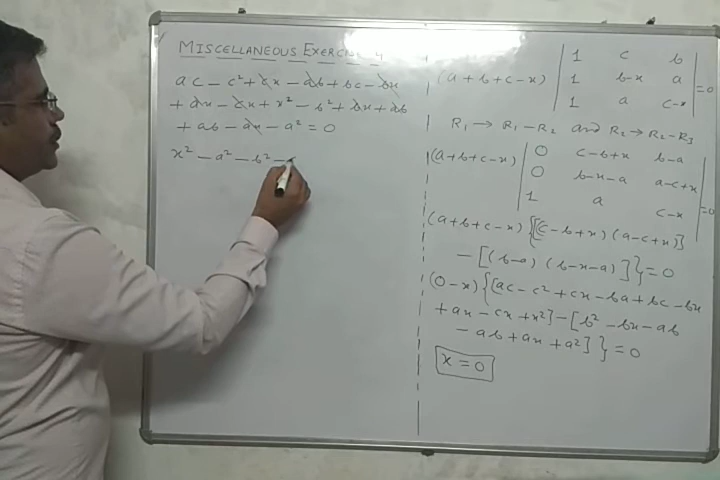 MISCELLANEOUS EXERCISE 4
ac - c² + cx - ab + bc - bx
+ ax - cx + x² - b² + bx + ab
+ ab - ax - a² = 0
x² - a² - b² -
(a+b+c-x) | 1 c b |
| 1 b-x a | = 0
| 1 a c-x |
R₁ → R₁-R₂ and R₂ → R₂-R₃
(a+b+c-x) | 0 c-b+x b-a |
| 0 b-x-a a-c+x | = 0
| 1 a c-x |
(a+b+c-x) {[(c-b+x) (a-c+x)]
- [(b-a) (b-x-a)]} = 0
(0-x) {[ac - c² + cx - ba + bc - bx
+ ax - cx + x²] - [b² - bx - ab
- ab + ax + a²]} = 0
x = 0